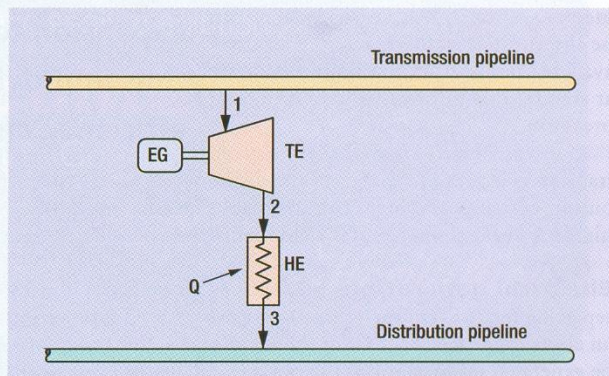 Transmission pipeline
1
EG
TE
2
HE
Q
3
Distribution pipeline